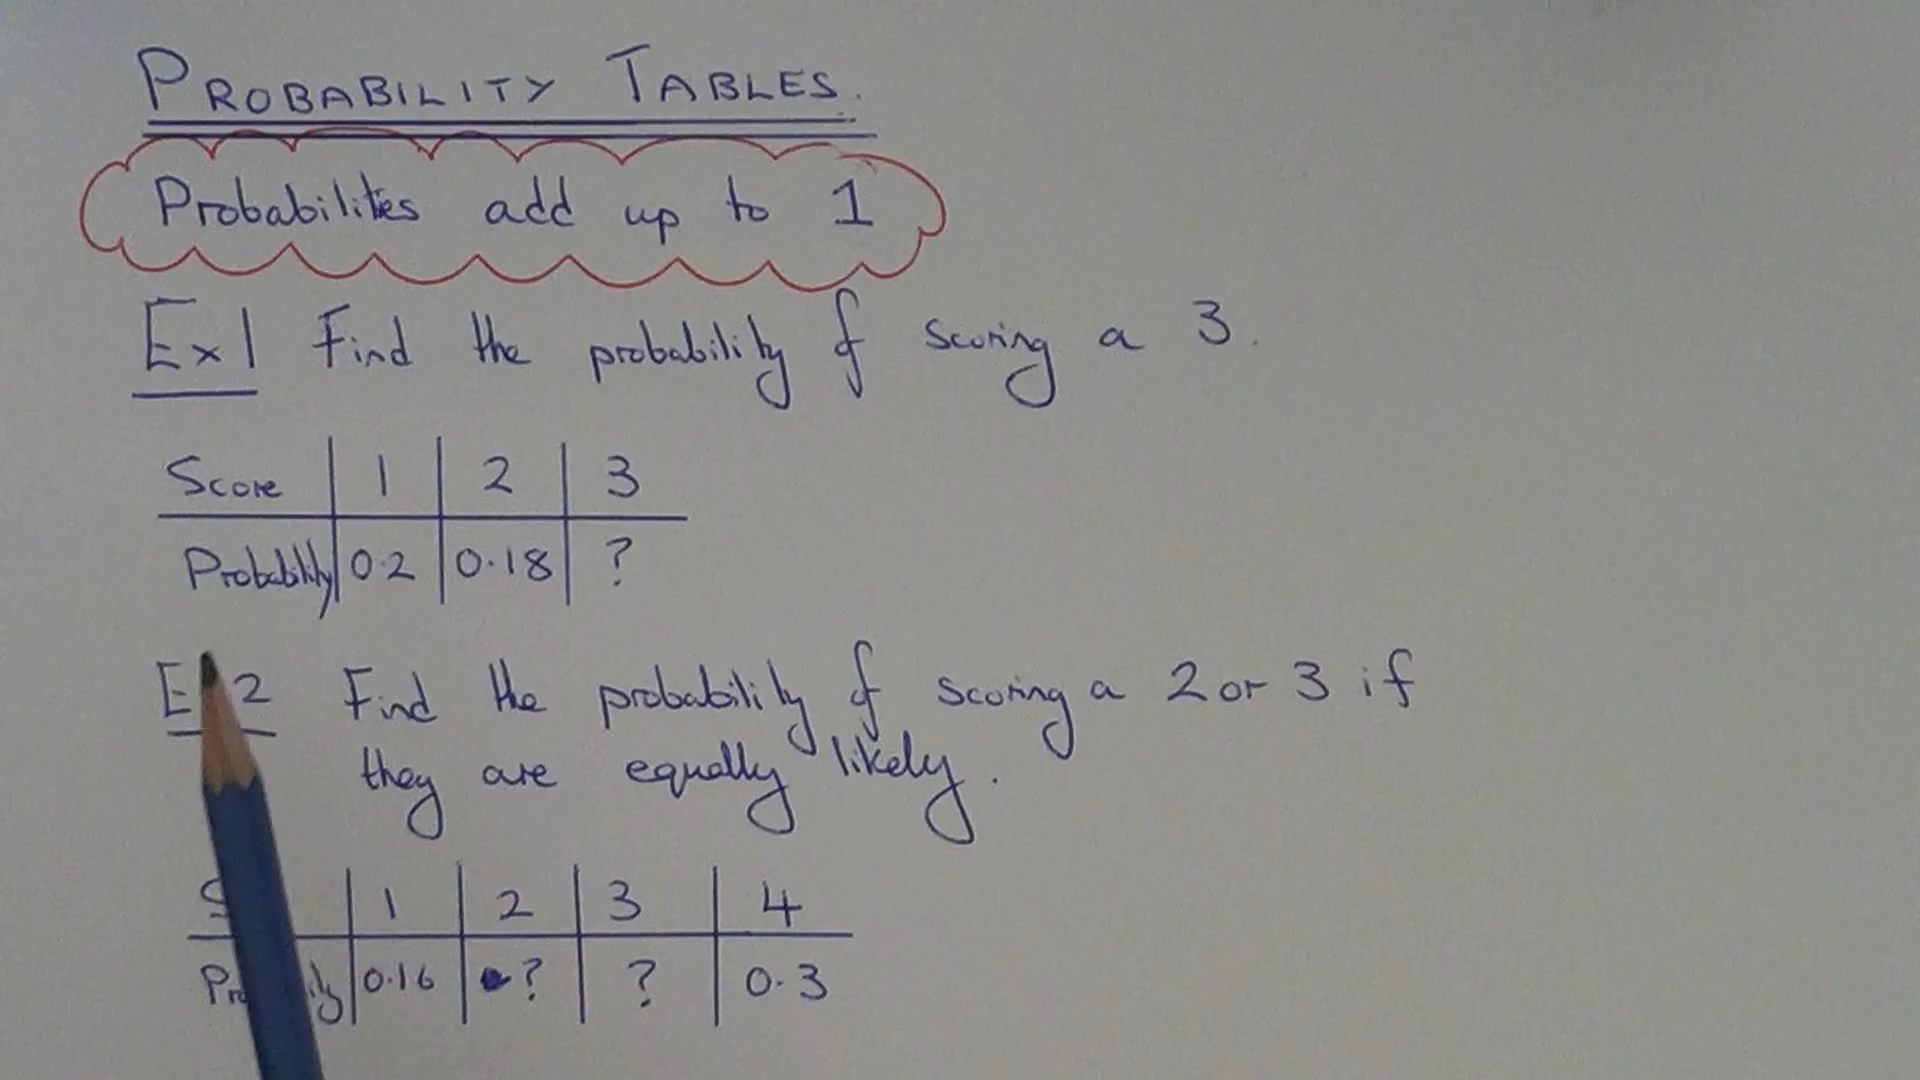 PROBABILITY TABLES.
Probabilities add up to 1
Ex1 Find the probability of scoring a 3.
Score 1 2 3
Probability 0.2 0.18 ?
2 Find the probability of scoring a 2 or 3 if
they are equally likely.
1 2 3 4
0.16 ? ? 0.3